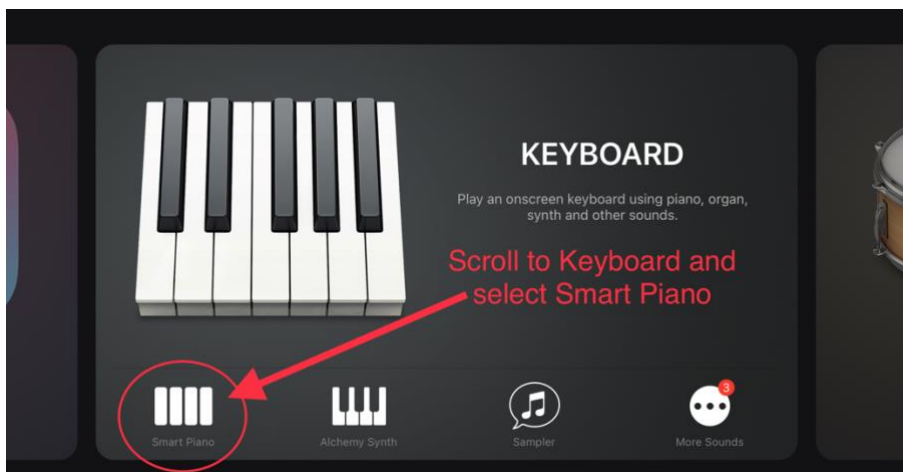 KEYBOARD
Play an onscreen keyboard using piano, organ,
synth and other sounds.
Scroll to Keyboard and
select Smart Piano
3
Smart Piano
Alchemy Synth
Sampler
More Sounds